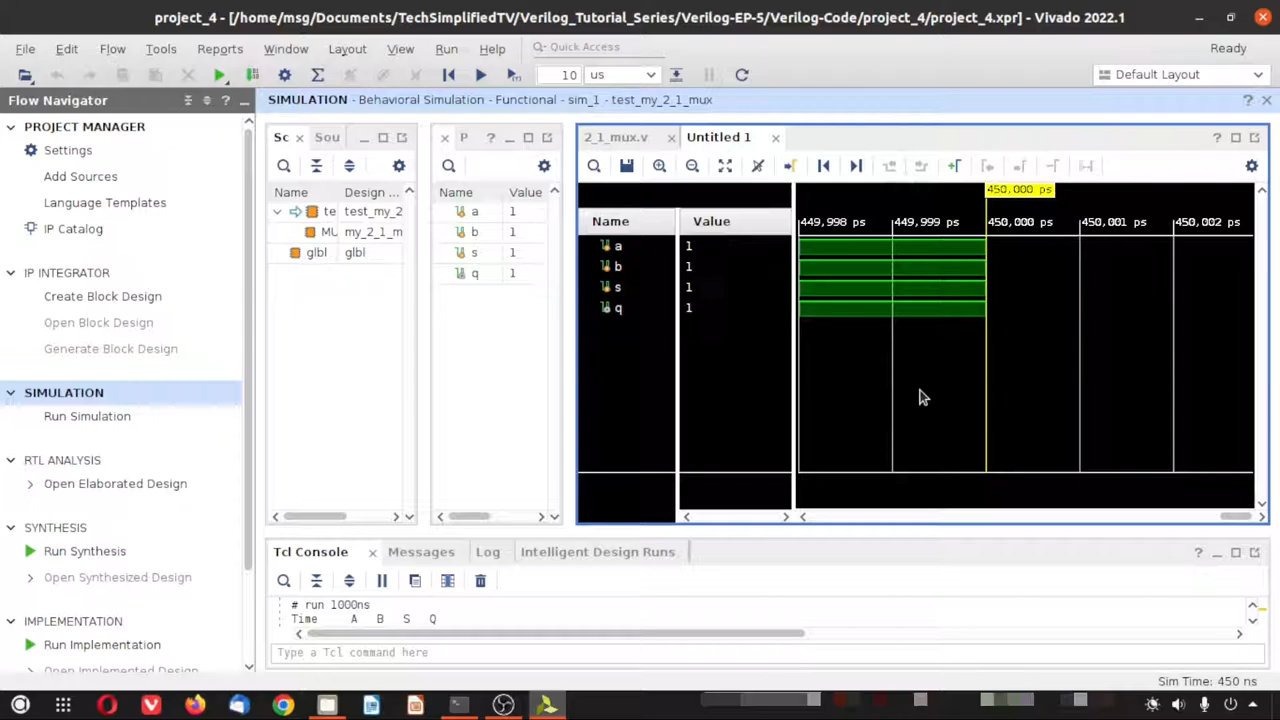 project_4 - [/home/msg/Documents/TechSimplifiedTV/Verilog_Tutorial_Series/Verilog-EP-5/Verilog-Code/project_4/project_4.xpr] - Vivado 2022.1
File Edit Flow Tools Reports Window Layout View Run Help Quick Access Ready
10 us Default Layout
Flow Navigator
SIMULATION - Behavioral Simulation - Functional - sim_1 - test_my_2_1_mux
PROJECT MANAGER
Settings
Add Sources
Language Templates
IP Catalog
IP INTEGRATOR
Create Block Design
Open Block Design
Generate Block Design
SIMULATION
Run Simulation
RTL ANALYSIS
Open Elaborated Design
SYNTHESIS
Run Synthesis
Open Synthesized Design
IMPLEMENTATION
Run Implementation
Open Implemented Design
Sc Sou
Name Design ...
te test_my_2
MU my_2_1_m
glbl glbl
P
Name Value
a 1
b 1
s 1
q 1
2_1_mux.v Untitled 1
450,000 ps
Name Value
449,998 ps 449,999 ps 450,000 ps 450,001 ps 450,002 ps
a 1
b 1
s 1
q 1
Tcl Console Messages Log Intelligent Design Runs
# run 1000ns
Time A B S Q
Type a Tcl command here
Sim Time: 450 ns